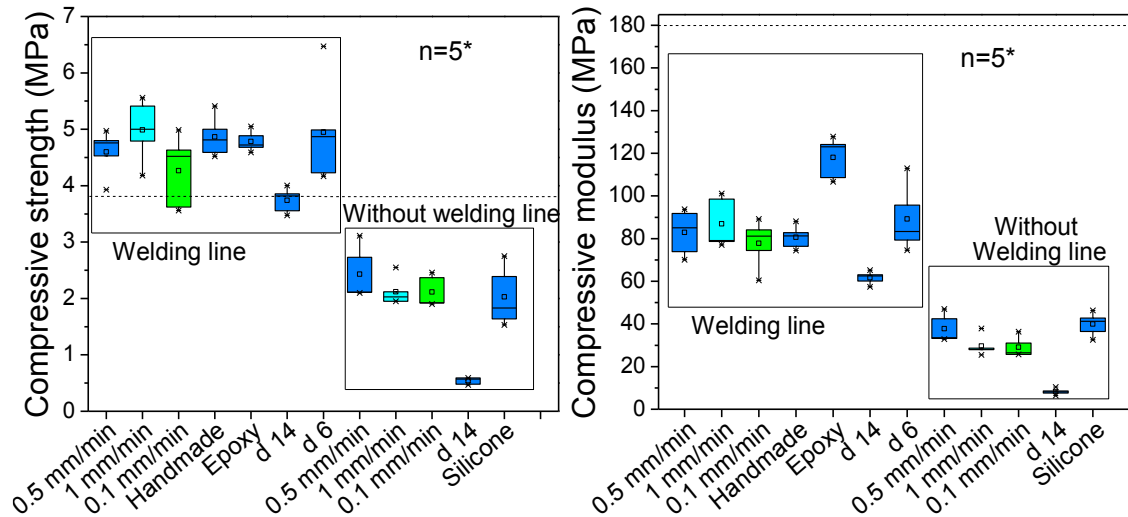 Compressive strength (MPa)
7
6
5
4
3
2
1
0
n=5*
Welding line
Without welding line
0.5 mm/min
1 mm/min
0.1 mm/min
Handmade
Epoxy
d 14
d 6
0.5 mm/min
1 mm/min
0.1 mm/min
d 14
Silicone
Compressive modulus (MPa)
180
160
140
120
100
80
60
40
20
0
n=5*
Welding line
Without
Welding line
0.5 mm/min
1 mm/min
0.1 mm/min
Handmade
Epoxy
d 14
d 6
0.5 mm/min
1 mm/min
0.1 mm/min
d 14
Silicone